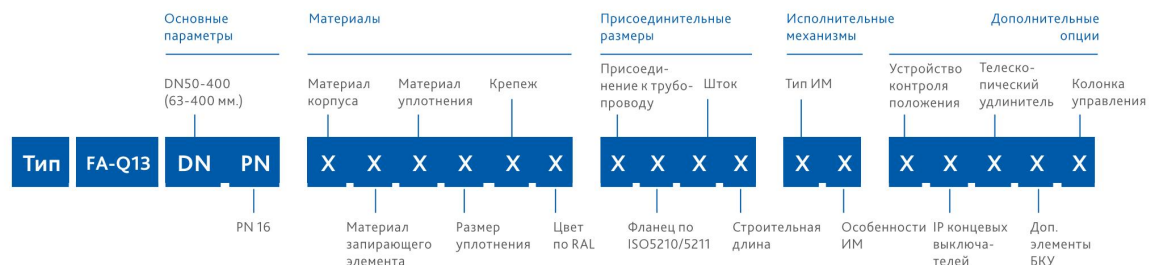 Основные
параметры
Материалы
Присоединительные
размеры
Исполнительные
механизмы
Дополнительные
опции
DN50-400
(63-400 мм.)
Материал
корпуса
Материал
уплотнения
Крепеж
Присоеди-
нение к трубо-
проводу
Шток
Тип ИМ
Устройство
контроля
положения
Телеско-
пический
удлинитель
Колонка
управления
Тип FA-Q13 DN PN X X X X X X X X X X X X X X X X X
PN 16
Материал
запирающего
элемента
Размер
уплотнения
Цвет
по RAL
Фланец по
ISO5210/5211
Строительная
длина
Особенности
ИМ
IP концевых
выключа-
телей
Доп.
элементы
БКУ